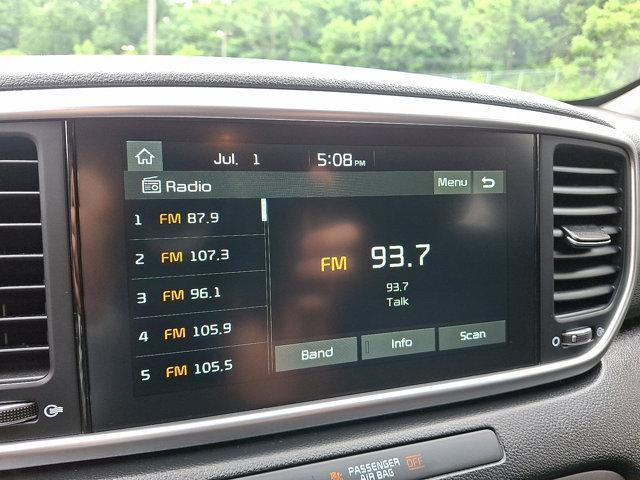 Jul. 1 5:08 PM
Radio Menu
1 FM 87.9
2 FM 107.3
3 FM 96.1
4 FM 105.9
5 FM 105.5
FM 93.7
93.7
Talk
Band Info Scan
PASSENGER
AIR BAG OFF